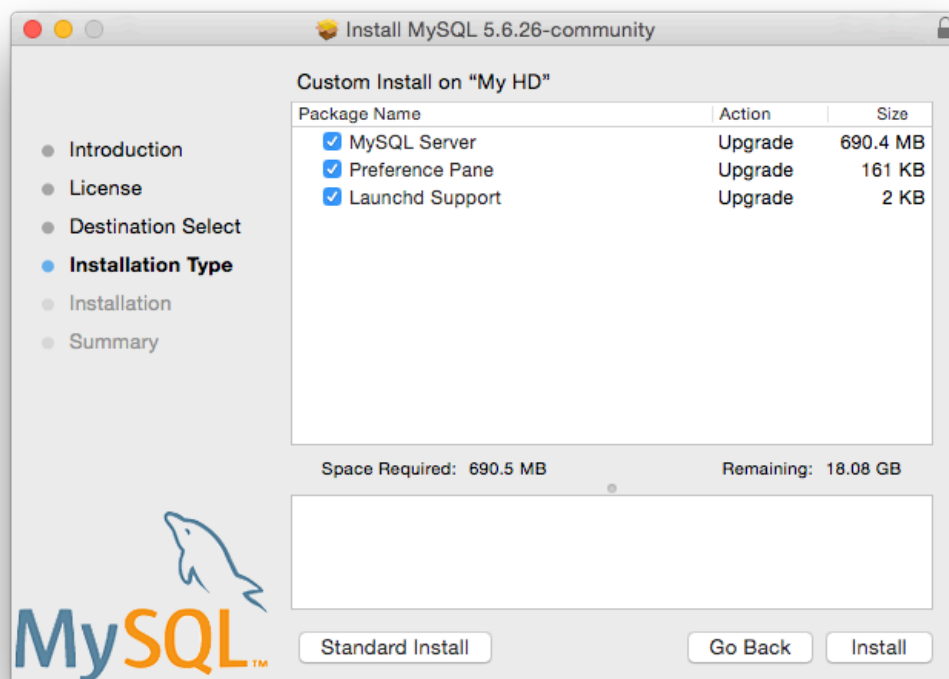 Install MySQL 5.6.26-community
Custom Install on “My HD”
Package Name Action Size
MySQL Server Upgrade 690.4 MB
Preference Pane Upgrade 161 KB
Launchd Support Upgrade 2 KB
Introduction
License
Destination Select
Installation Type
Installation
Summary
Space Required: 690.5 MB Remaining: 18.08 GB
MySQL™
Standard Install Go Back Install